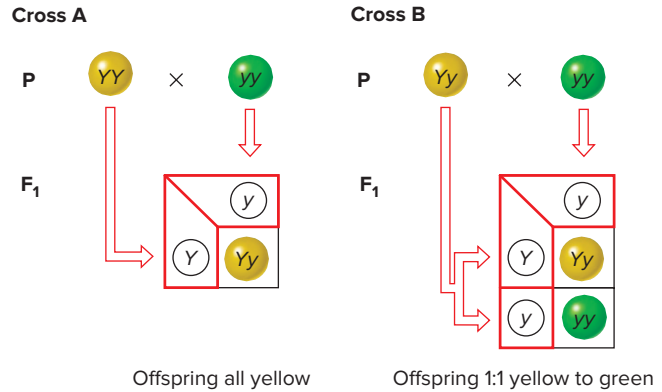 Cross A
P YY × yy
F1
y
Y Yy
Offspring all yellow
Cross B
P Yy × yy
y
Y Yy
y yy
Offspring 1:1 yellow to green